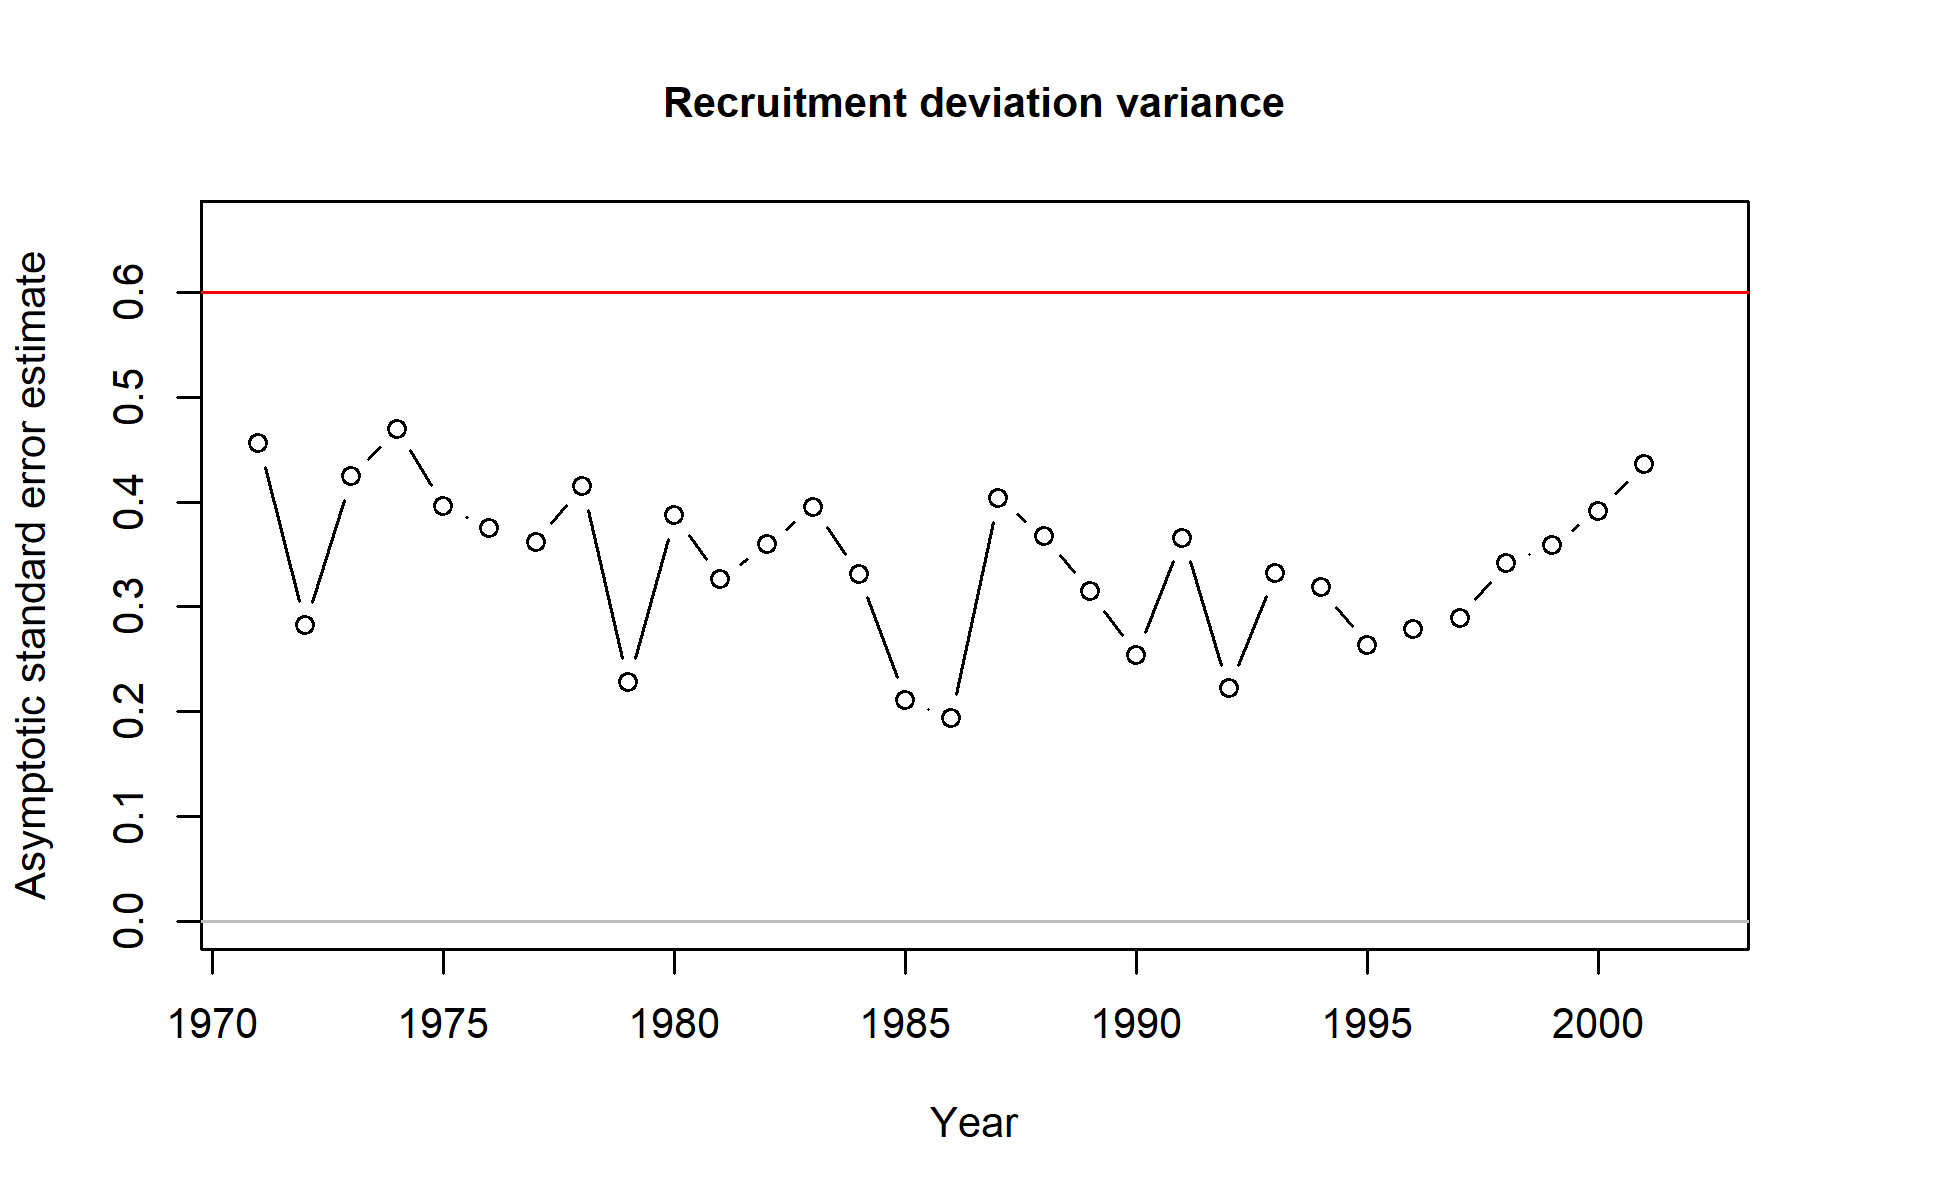 Recruitment deviation variance
Asymptotic standard error estimate
0.6
0.5
0.4
0.3
0.2
0.1
0.0
1970 1975 1980 1985 1990 1995 2000
Year